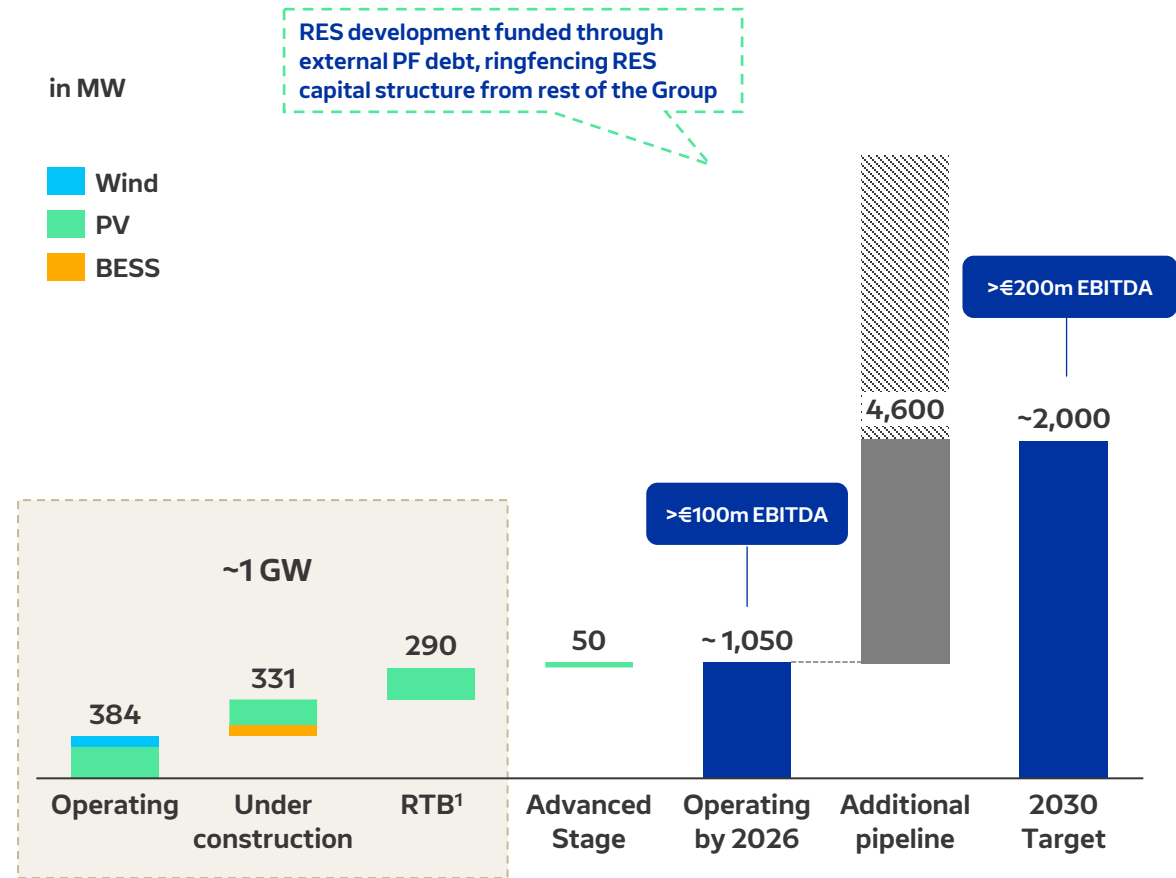 RES development funded through
external PF debt, ringfencing RES
capital structure from rest of the Group
in MW
Wind
PV
BESS
>€200m EBITDA
4,600
~2,000
>€100m EBITDA
~1 GW
384
331
290
50
~ 1,050
Operating
Under
construction
RTB¹
Advanced
Stage
Operating
by 2026
Additional
pipeline
2030
Target